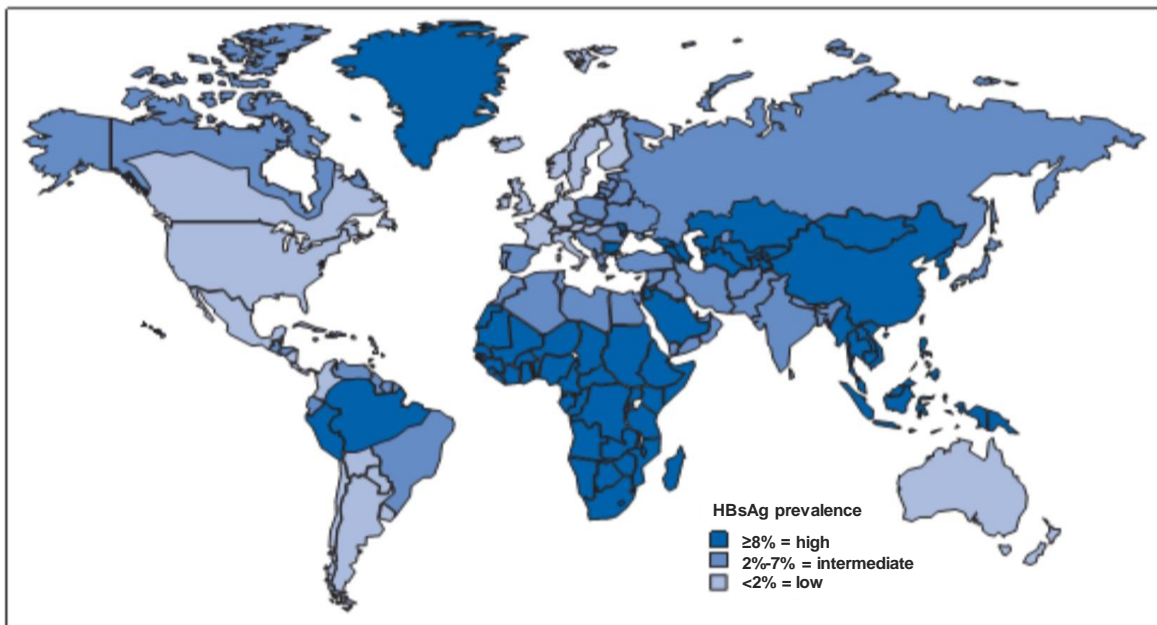 HBsAg prevalence
≥8% = high
2%-7% = intermediate
<2% = low